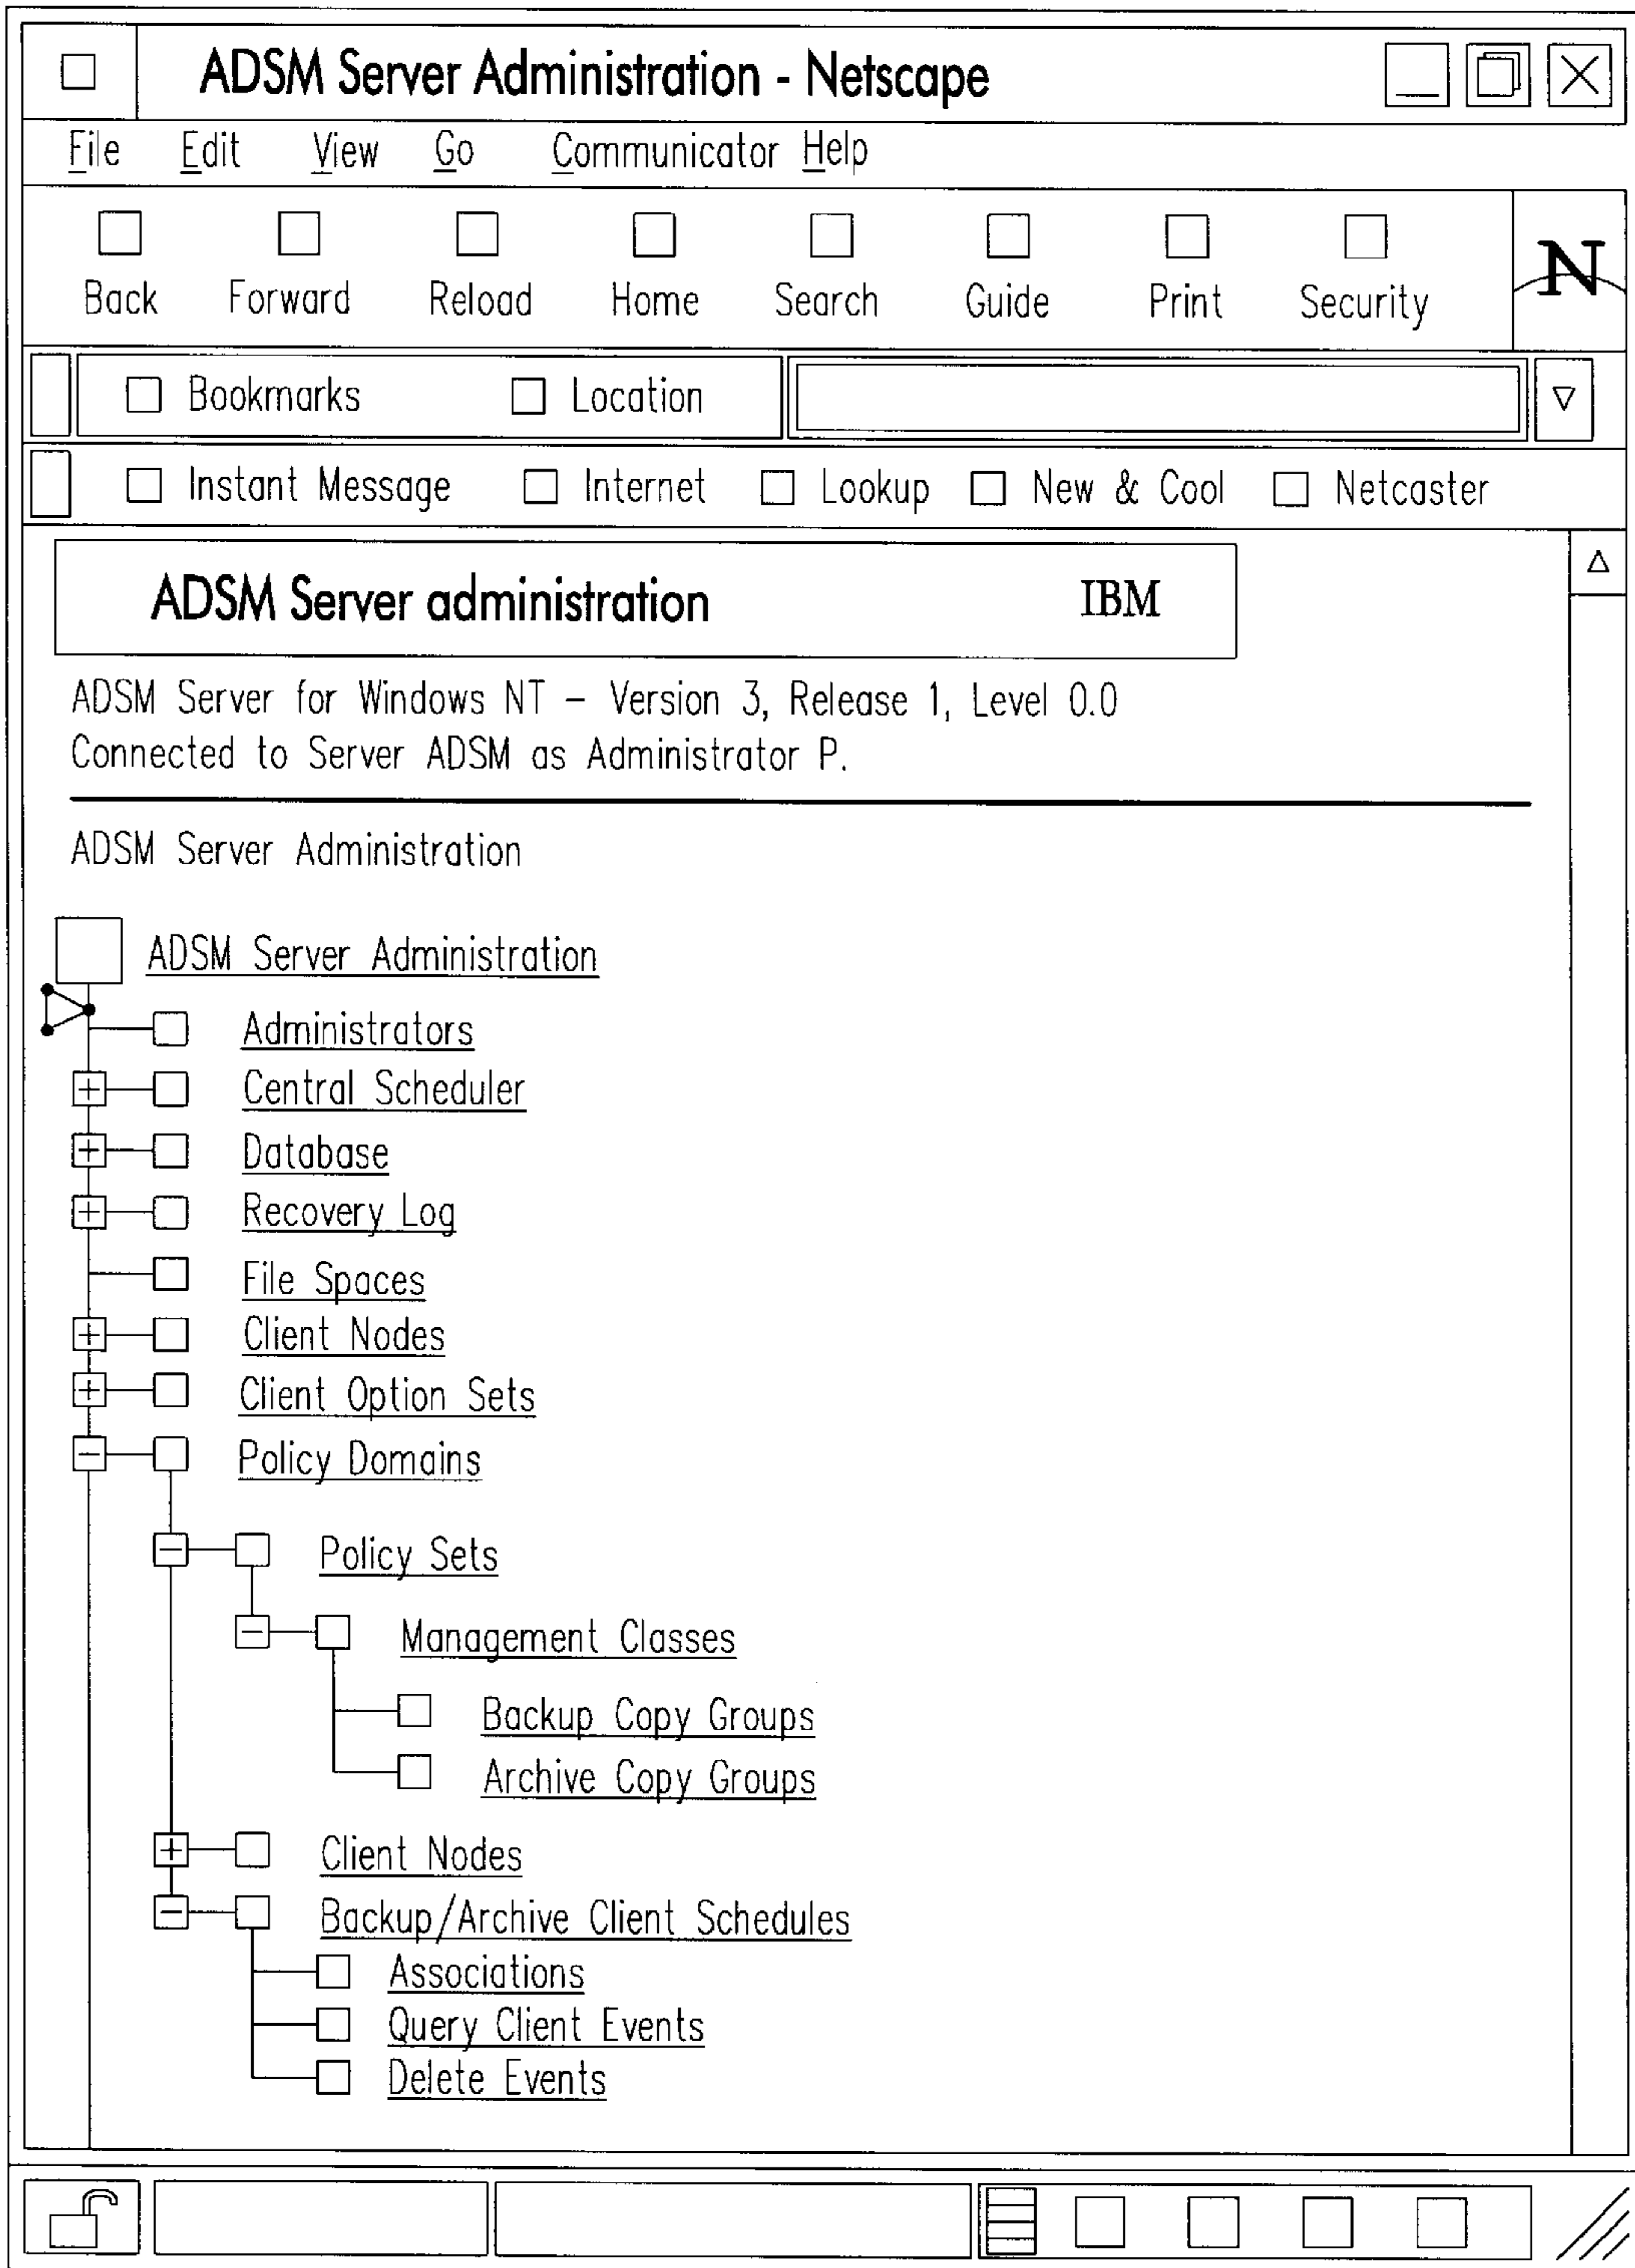 ADSM Server Administration - Netscape
File Edit View Go Communicator Help
Back Forward Reload Home Search Guide Print Security N
Bookmarks Location
Instant Message Internet Lookup New & Cool Netcaster
ADSM Server administration IBM
ADSM Server for Windows NT – Version 3, Release 1, Level 0.0
Connected to Server ADSM as Administrator P.
ADSM Server Administration
ADSM Server Administration
Administrators
Central Scheduler
Database
Recovery Log
File Spaces
Client Nodes
Client Option Sets
Policy Domains
Policy Sets
Management Classes
Backup Copy Groups
Archive Copy Groups
Client Nodes
Backup/Archive Client Schedules
Associations
Query Client Events
Delete Events